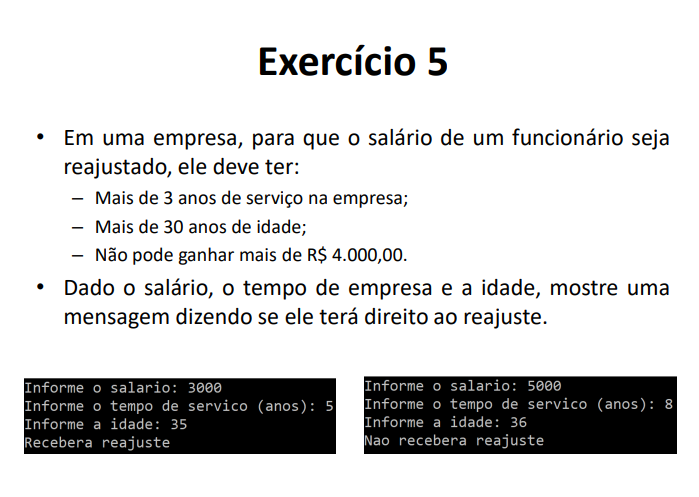 Exercício 5
• Em uma empresa, para que o salário de um funcionário seja
reajustado, ele deve ter:
– Mais de 3 anos de serviço na empresa;
– Mais de 30 anos de idade;
– Não pode ganhar mais de R$ 4.000,00.
• Dado o salário, o tempo de empresa e a idade, mostre uma
mensagem dizendo se ele terá direito ao reajuste.
Informe o salario: 3000
Informe o tempo de servico (anos): 5
Informe a idade: 35
Recebera reajuste
Informe o salario: 5000
Informe o tempo de servico (anos): 8
Informe a idade: 36
Nao recebera reajuste